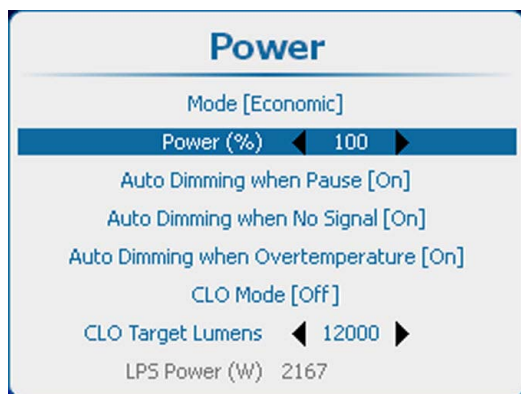 Power
Mode [Economic]
Power (%) 100
Auto Dimming when Pause [On]
Auto Dimming when No Signal [On]
Auto Dimming when Overtemperature [On]
CLO Mode [Off]
CLO Target Lumens 12000
LPS Power (W) 2167